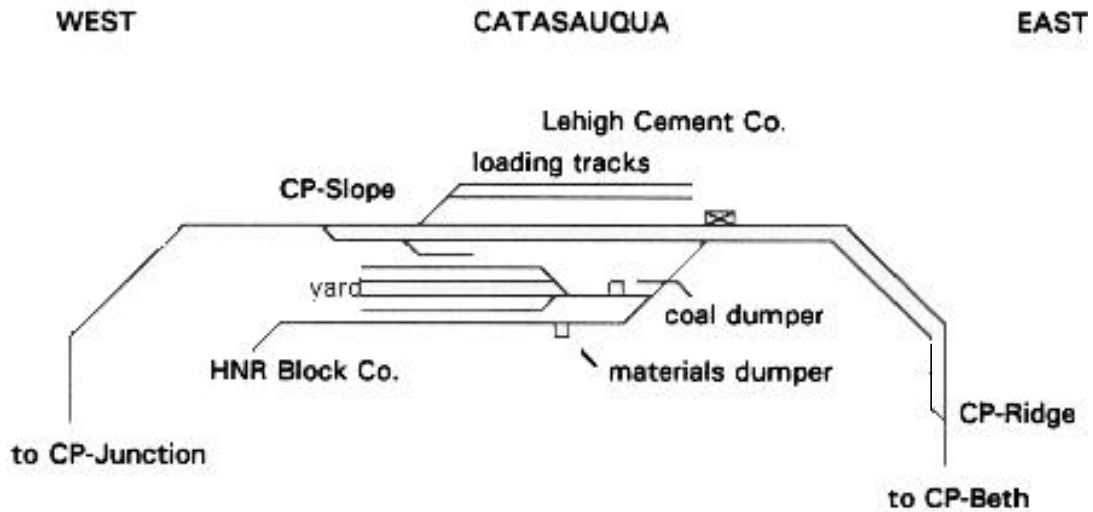 WEST
CATASAUQUA
EAST
Lehigh Cement Co.
loading tracks
CP-Slope
yard
coal dumper
HNR Block Co.
materials dumper
CP-Ridge
to CP-Junction
to CP-Beth